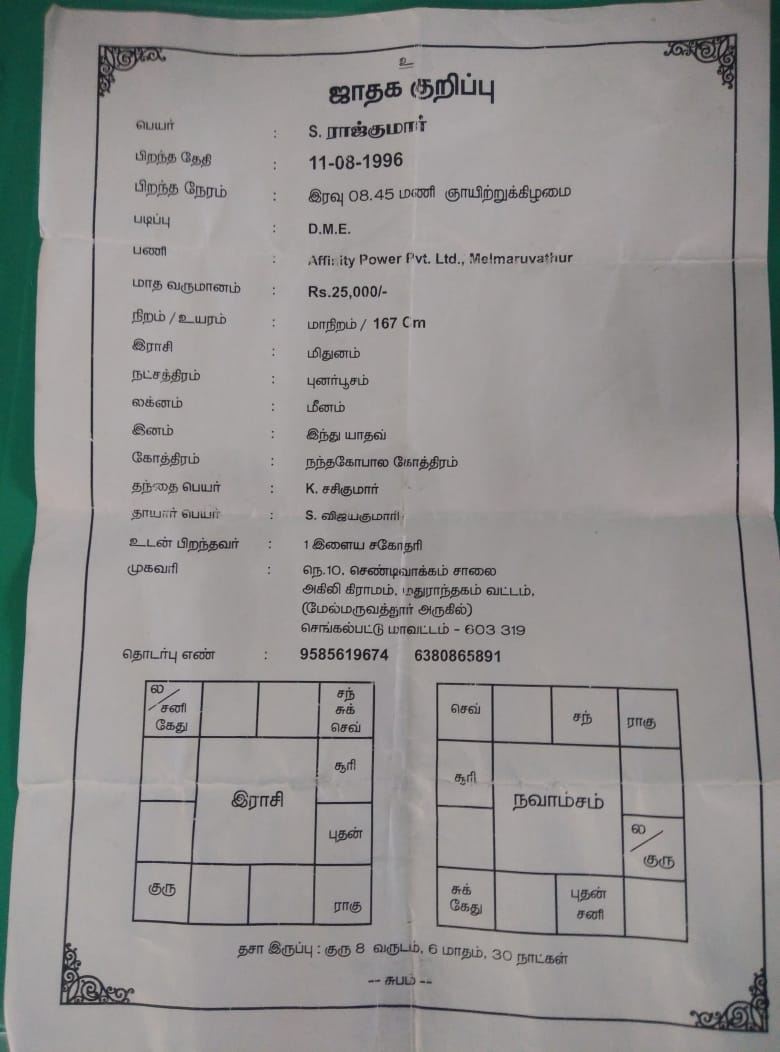 உ
ஜாதக குறிப்பு
பெயர் : S. ராஜ்குமார்
பிறந்த தேதி : 11-08-1996
பிறந்த நேரம் : இரவு 08.45 மணி ஞாயிற்றுக்கிழமை
படிப்பு : D.M.E.
பணி : Affinity Power Pvt. Ltd., Melmaruvathur
மாத வருமானம் : Rs.25,000/-
நிறம் / உயரம் : மாநிறம் / 167 Cm
இராசி : மிதுனம்
நட்சத்திரம் : புனர்பூசம்
லக்னம் : மீனம்
இனம் : இந்து யாதவ்
கோத்திரம் : நந்தகோபால கோத்திரம்
தந்தை பெயர் : K. சசிகுமார்
தாயார் பெயர் : S. விஜயகுமாரி
உடன் பிறந்தவர் : 1 இளைய சகோதரி
முகவரி : நெ.10, செண்டிவாக்கம் சாலை
அகிலி கிராமம், மதுராந்தகம் வட்டம்,
(மேல்மருவத்தூர் அருகில்)
செங்கல்பட்டு மாவட்டம் - 603 319
தொடர்பு எண் : 9585619674 6380865891
ல / சனி கேது
சந் சுக் செவ்
சூரி
இராசி
புதன்
குரு
ராகு
செவ்
சந்
ராகு
சூரி
நவாம்சம்
ல / குரு
சுக் கேது
புதன் சனி
தசா இருப்பு : குரு 8 வருடம், 6 மாதம், 30 நாட்கள்
-- சுபம் --